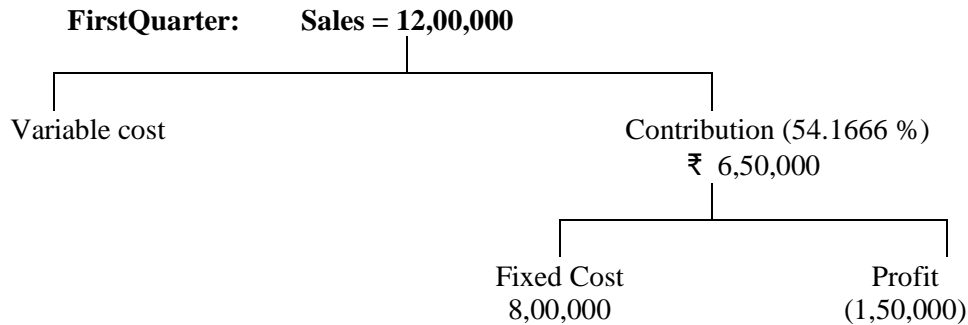 FirstQuarter: Sales = 12,00,000
Variable cost Contribution (54.1666 %)
₹ 6,50,000
Fixed Cost Profit
8,00,000 (1,50,000)